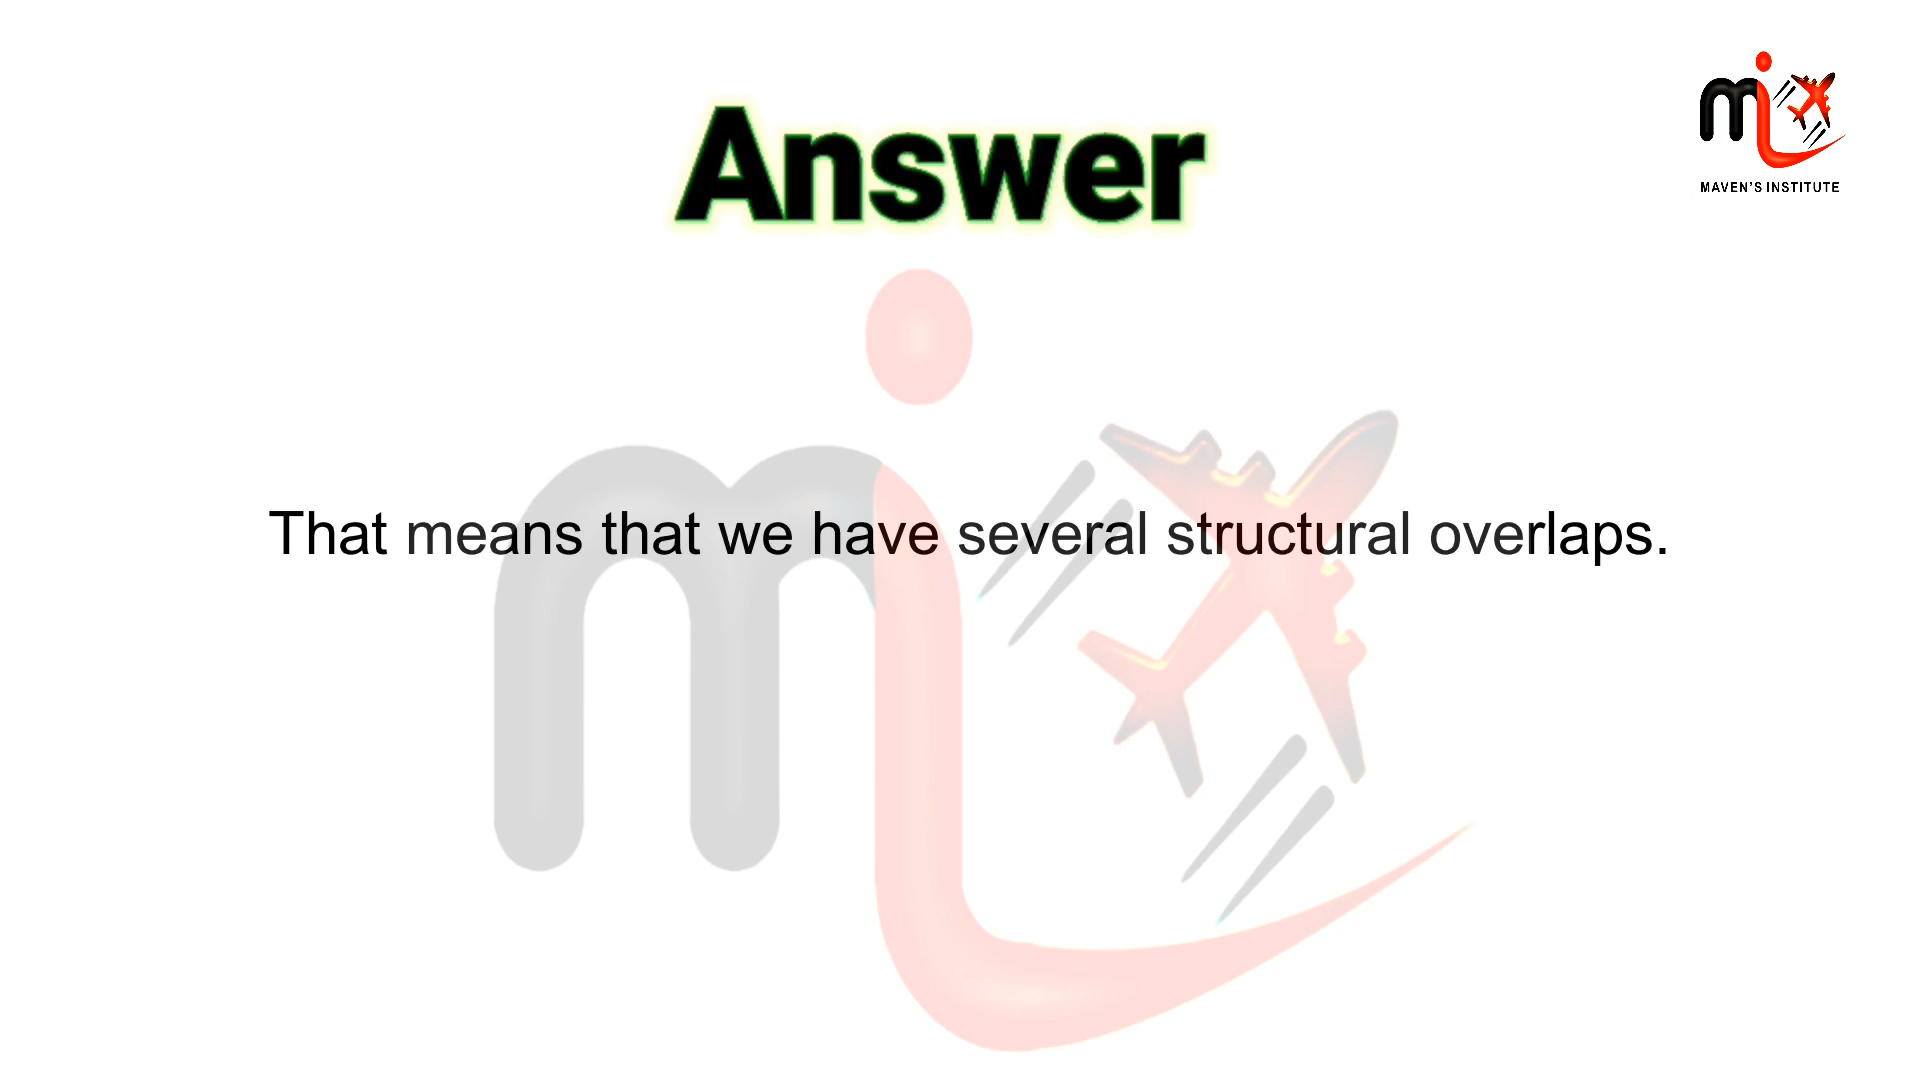 Answer
MAVEN'S INSTITUTE
That means that we have several structural overlaps.